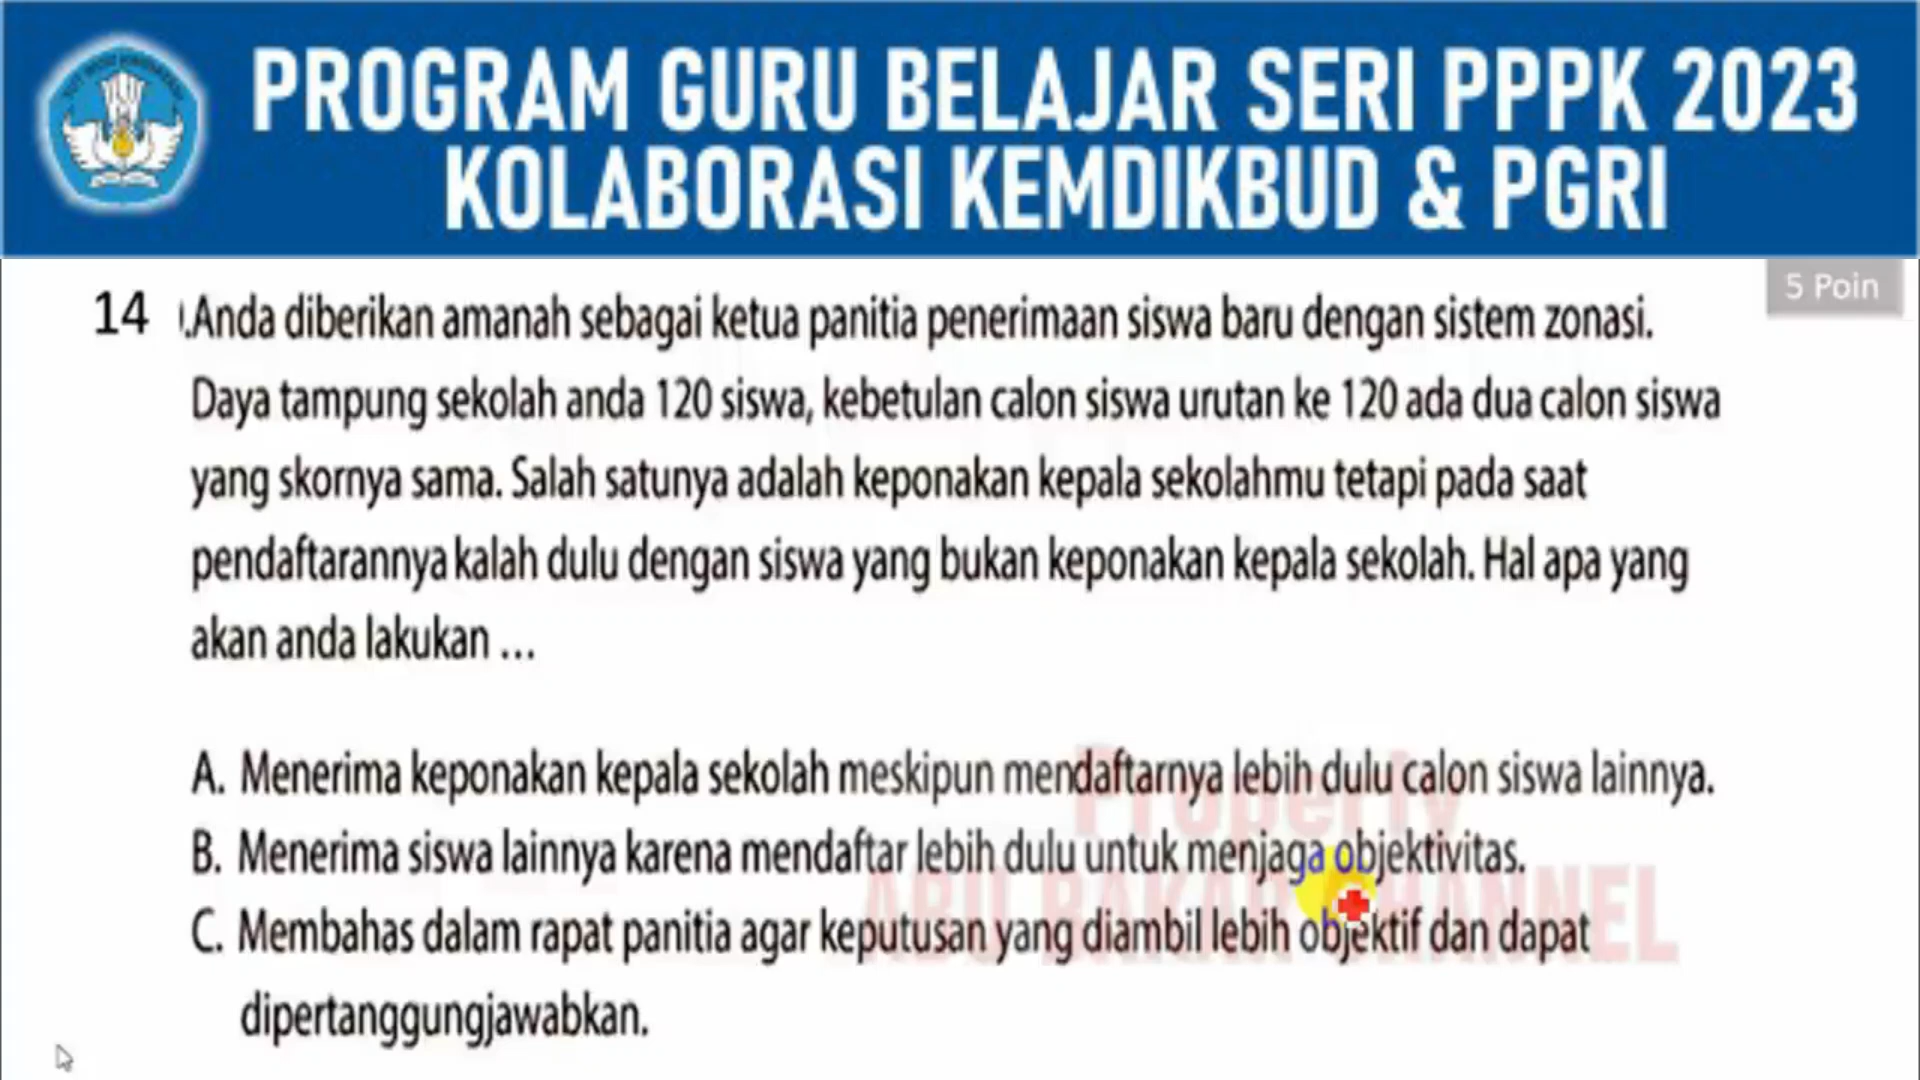 PROGRAM GURU BELAJAR SERI PPPK 2023
KOLABORASI KEMDIKBUD & PGRI
5 Poin
14 .Anda diberikan amanah sebagai ketua panitia penerimaan siswa baru dengan sistem zonasi.
Daya tampung sekolah anda 120 siswa, kebetulan calon siswa urutan ke 120 ada dua calon siswa
yang skornya sama. Salah satunya adalah keponakan kepala sekolahmu tetapi pada saat
pendaftarannya kalah dulu dengan siswa yang bukan keponakan kepala sekolah. Hal apa yang
akan anda lakukan ...
A. Menerima keponakan kepala sekolah meskipun mendaftarnya lebih dulu calon siswa lainnya.
B. Menerima siswa lainnya karena mendaftar lebih dulu untuk menjaga objektivitas.
C. Membahas dalam rapat panitia agar keputusan yang diambil lebih objektif dan dapat
dipertanggungjawabkan.
Property
ABU BAKAR CHANNEL